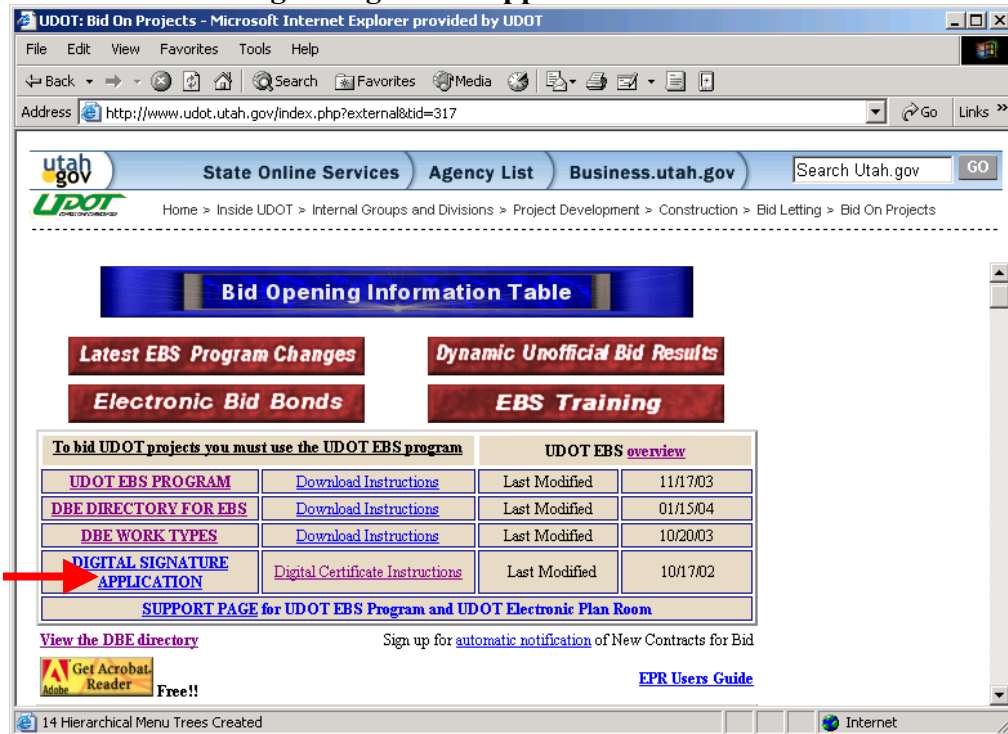 UDOT: Bid On Projects - Microsoft Internet Explorer provided by UDOT
File Edit View Favorites Tools Help
Back Search Favorites Media
Address http://www.udot.utah.gov/index.php?external&tid=317 Go Links »
utah gov State Online Services Agency List Business.utah.gov Search Utah.gov GO
UDOT Home > Inside UDOT > Internal Groups and Divisions > Project Development > Construction > Bid Letting > Bid On Projects
Bid Opening Information Table
Latest EBS Program Changes Dynamic Unofficial Bid Results
Electronic Bid Bonds EBS Training
To bid UDOT projects you must use the UDOT EBS program UDOT EBS overview
UDOT EBS PROGRAM Download Instructions Last Modified 11/17/03
DBE DIRECTORY FOR EBS Download Instructions Last Modified 01/15/04
DBE WORK TYPES Download Instructions Last Modified 10/20/03
DIGITAL SIGNATURE
APPLICATION Digital Certificate Instructions Last Modified 10/17/02
SUPPORT PAGE for UDOT EBS Program and UDOT Electronic Plan Room
View the DBE directory Sign up for automatic notification of New Contracts for Bid
Get Acrobat
Adobe Reader Free!! EPR Users Guide
14 Hierarchical Menu Trees Created Internet